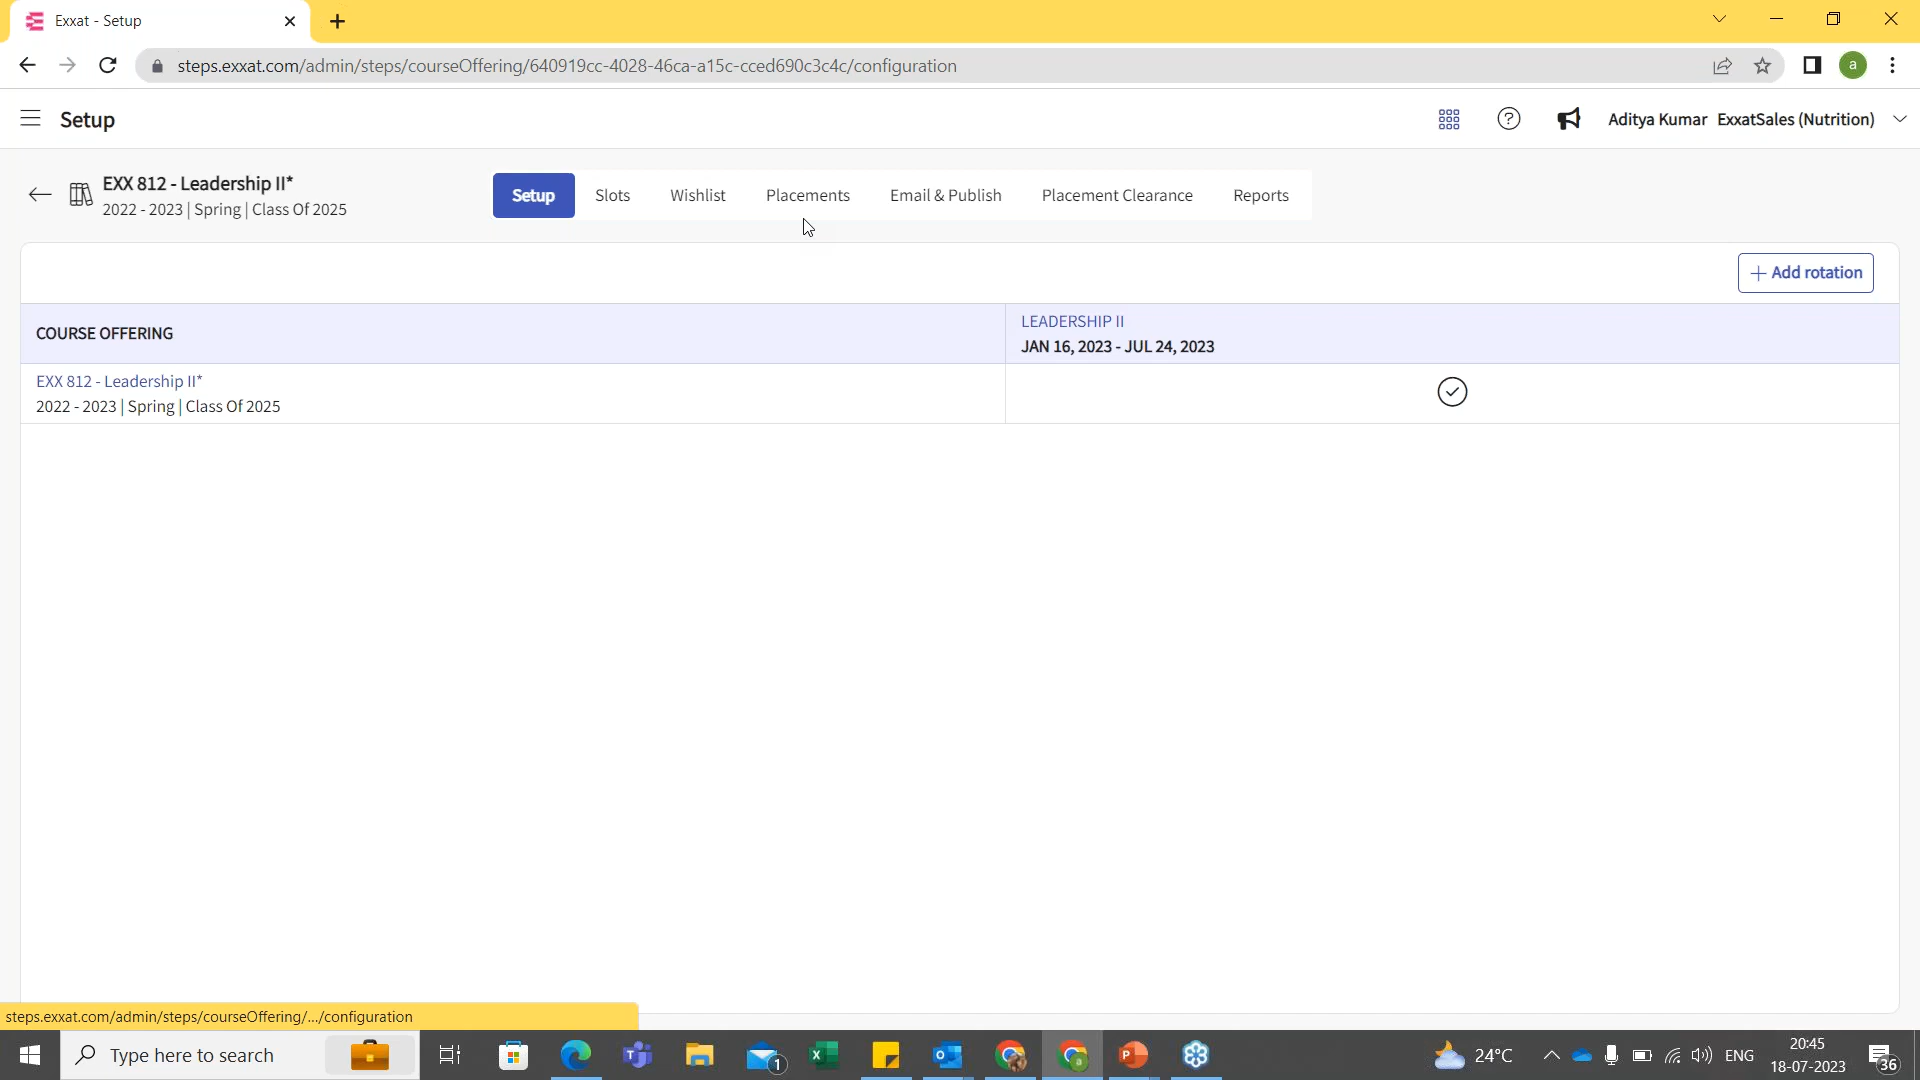 Exxat - Setup
steps.exxat.com/admin/steps/courseOffering/640919cc-4028-46ca-a15c-cced690c3c4c/configuration
a
Setup
Aditya Kumar ExxatSales (Nutrition)
EXX 812 - Leadership II*
2022 - 2023 | Spring | Class Of 2025
Setup Slots Wishlist Placements Email & Publish Placement Clearance Reports
+ Add rotation
COURSE OFFERING
LEADERSHIP II
JAN 16, 2023 - JUL 24, 2023
EXX 812 - Leadership II*
2022 - 2023 | Spring | Class Of 2025
steps.exxat.com/admin/steps/courseOffering/.../configuration
Type here to search
1
24°C
ENG
20:45
18-07-2023
36